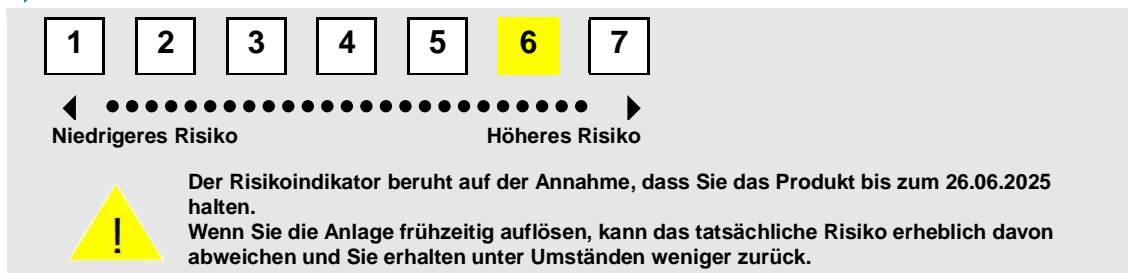 1 2 3 4 5 6 7
Niedrigeres Risiko Höheres Risiko
Der Risikoindikator beruht auf der Annahme, dass Sie das Produkt bis zum 26.06.2025
halten.
Wenn Sie die Anlage frühzeitig auflösen, kann das tatsächliche Risiko erheblich davon
abweichen und Sie erhalten unter Umständen weniger zurück.
!